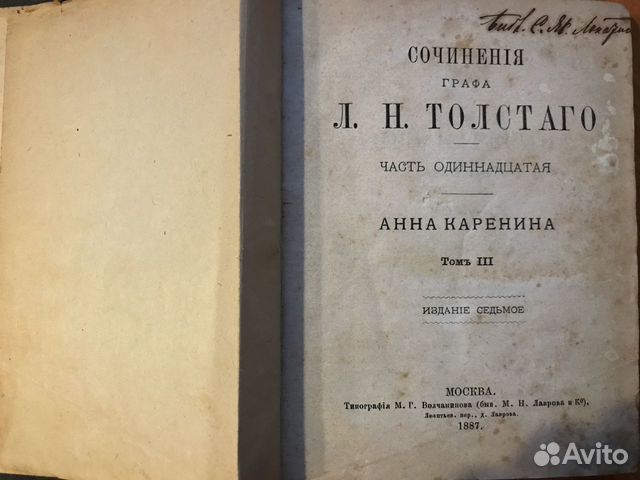 СОЧИНЕНІЯ
ГРАФА
Л. Н. ТОЛСТАГО
ЧАСТЬ ОДИННАДЦАТАЯ
АННА КАРЕНИНА
Томъ III
ИЗДАНІЕ СЕДЬМОЕ
МОСКВА.
Типографія М. Г. Волчанинова (быв. М. Н. Лаврова и Ко),
Леонтьев. пер., д. Лаврова.
1887.
Avito